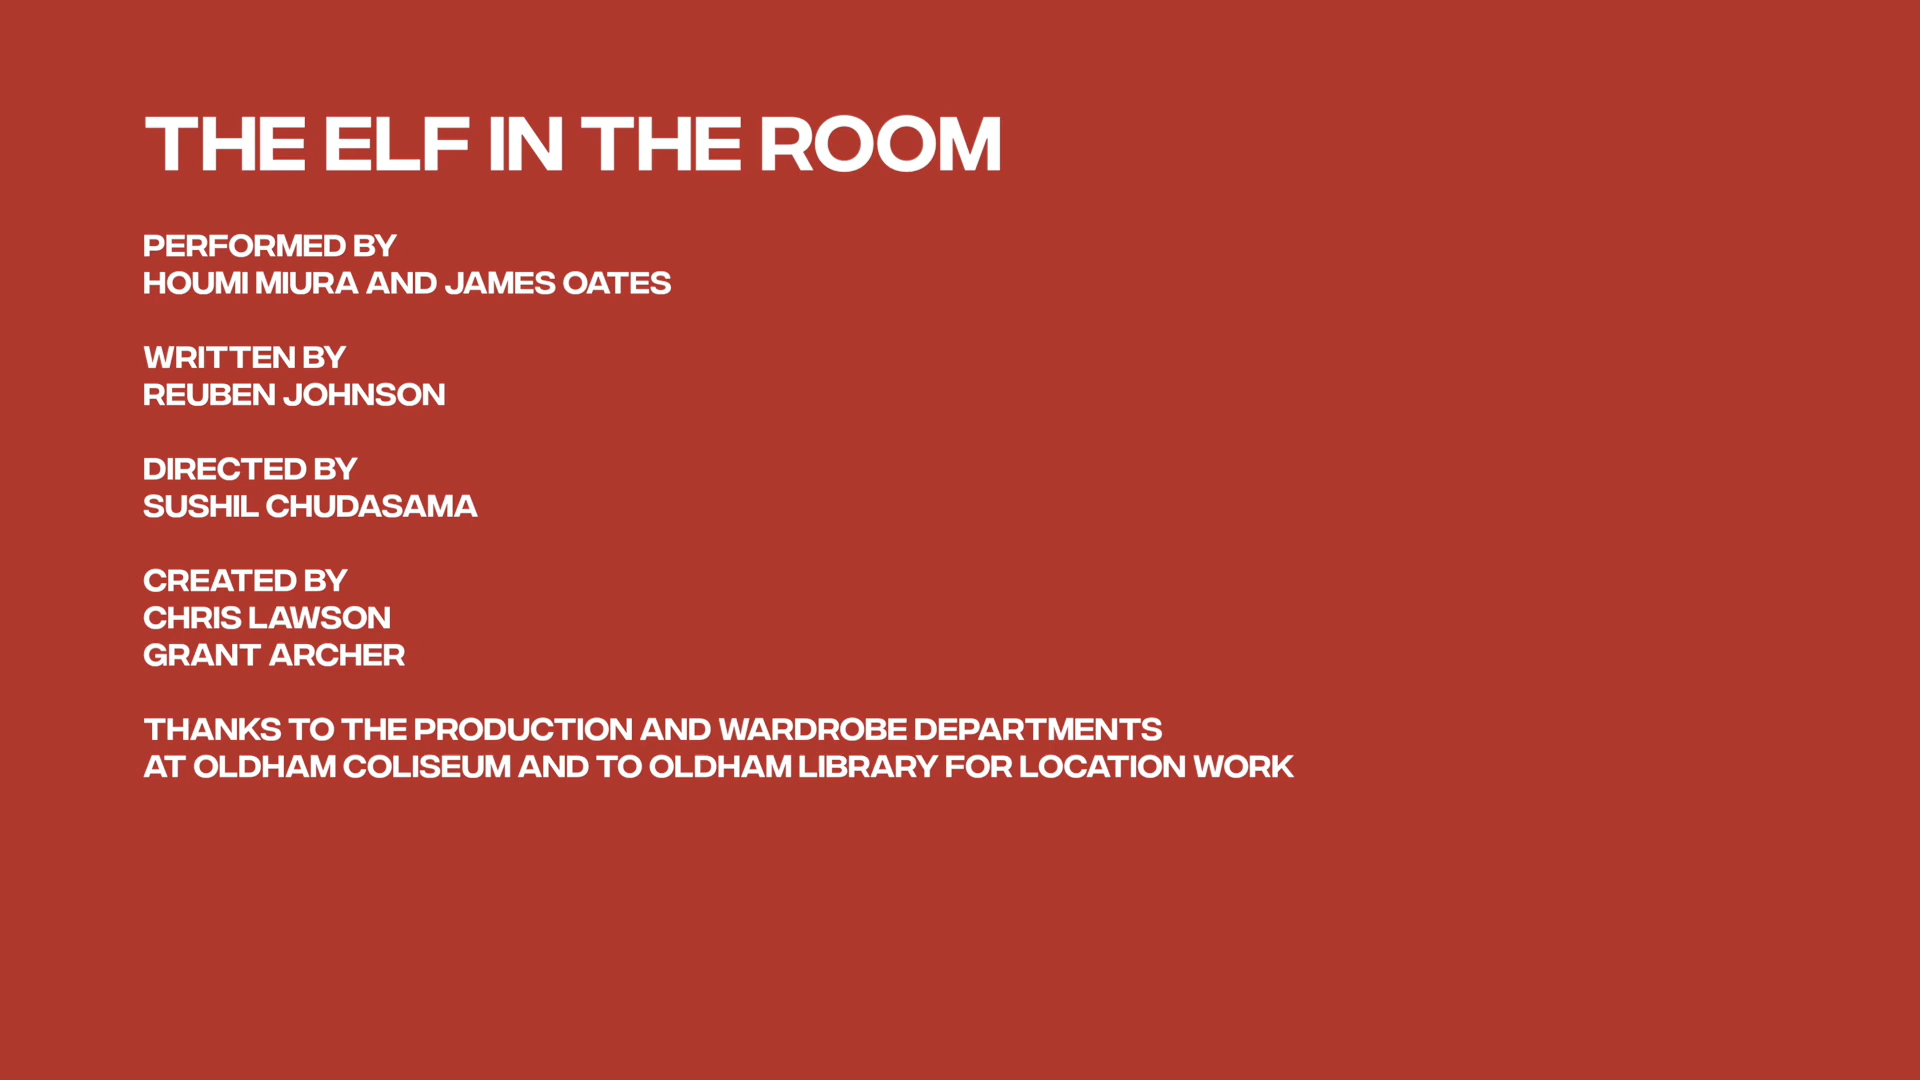 THE ELF IN THE ROOM
PERFORMED BY
HOUMI MIURA AND JAMES OATES
WRITTEN BY
REUBEN JOHNSON
DIRECTED BY
SUSHIL CHUDASAMA
CREATED BY
CHRIS LAWSON
GRANT ARCHER
THANKS TO THE PRODUCTION AND WARDROBE DEPARTMENTS
AT OLDHAM COLISEUM AND TO OLDHAM LIBRARY FOR LOCATION WORK